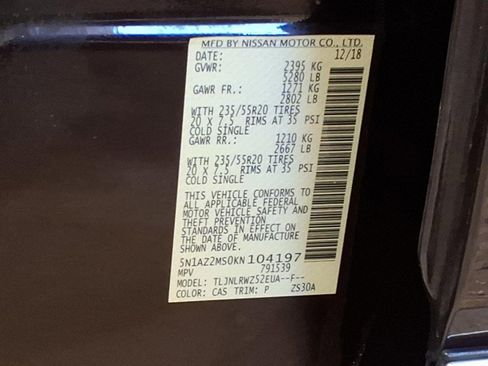 MFD BY NISSAN MOTOR CO., LTD.
DATE: 12/18
GVWR: 2395 KG
5280 LB
GAWR FR.: 1271 KG
2802 LB
WITH 235/55R20 TIRES
20 X 7.5 RIMS AT 35 PSI
COLD SINGLE
GAWR RR.: 1210 KG
2667 LB
WITH 235/55R20 TIRES
20 X 7.5 RIMS AT 35 PSI
COLD SINGLE
THIS VEHICLE CONFORMS TO
ALL APPLICABLE FEDERAL
MOTOR VEHICLE SAFETY AND
THEFT PREVENTION
STANDARDS IN EFFECT ON
THE DATE OF MANUFACTURE
SHOWN ABOVE.
5N1AZ2MS0KN104197
MPV 791539
MODEL: TLJNLRWZ52EUA--F--
COLOR: CAS TRIM: P ZS30A